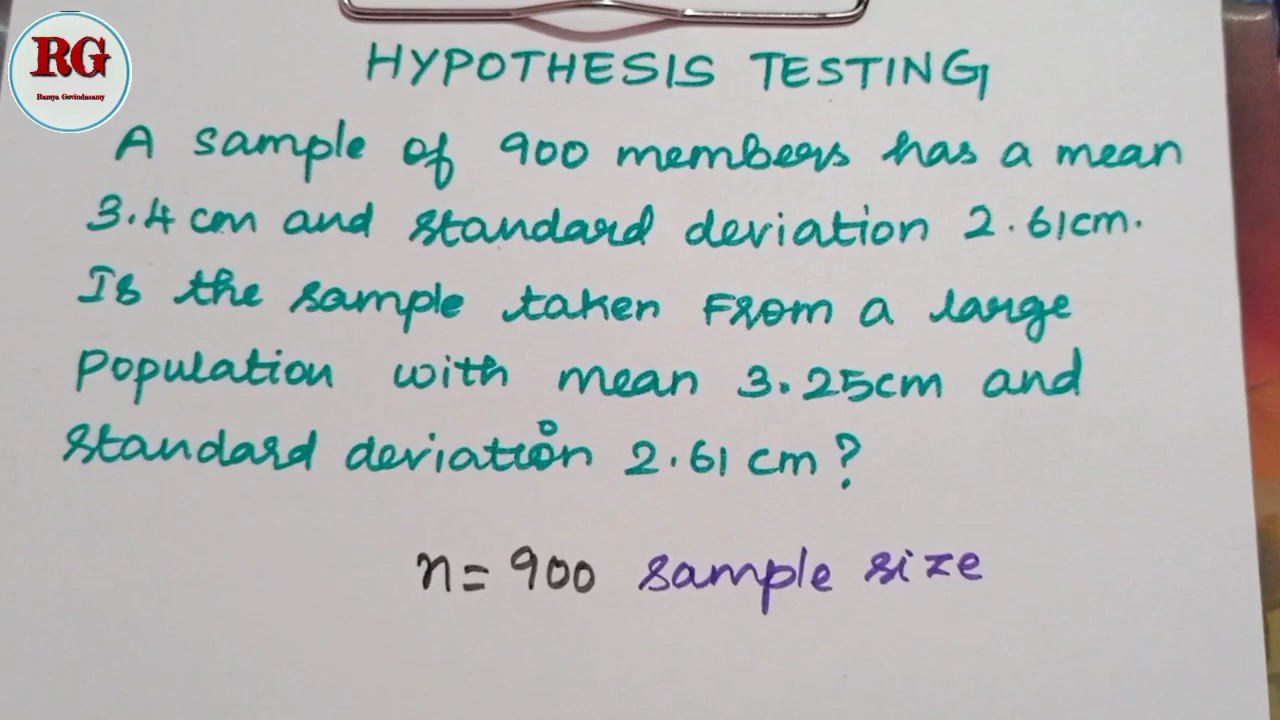 RG
Ramya Govindasamy
HYPOTHESIS TESTING
A sample of 900 members has a mean
3.4 cm and standard deviation 2.61cm.
Is the sample taken From a large
population with mean 3.25cm and
standard deviation 2.61 cm?
n = 900 sample size